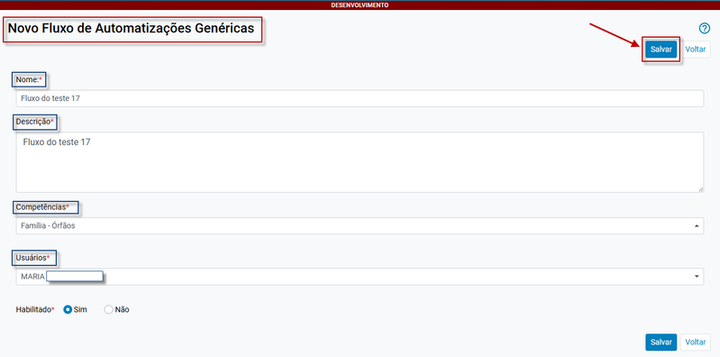 DESENVOLVIMENTO
Novo Fluxo de Automatizações Genéricas
?
Salvar Voltar
Nome:*
Fluxo do teste 17
Descrição*
Fluxo do teste 17
Competências*
Família - Órfãos
Usuários*
MARIA
Habilitado* Sim Não
Salvar Voltar